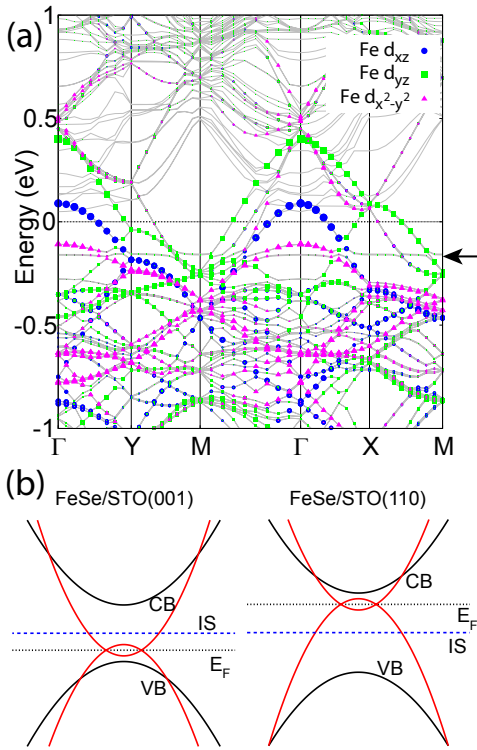 (a)
Fe d_xz
Fe d_yz
Fe d_x²-y²
Energy (eV)
1
0.5
0
-0.5
-1
Γ Y M Γ X M
(b)
FeSe/STO(001) FeSe/STO(110)
CB CB
IS
E_F
E_F
IS
VB VB